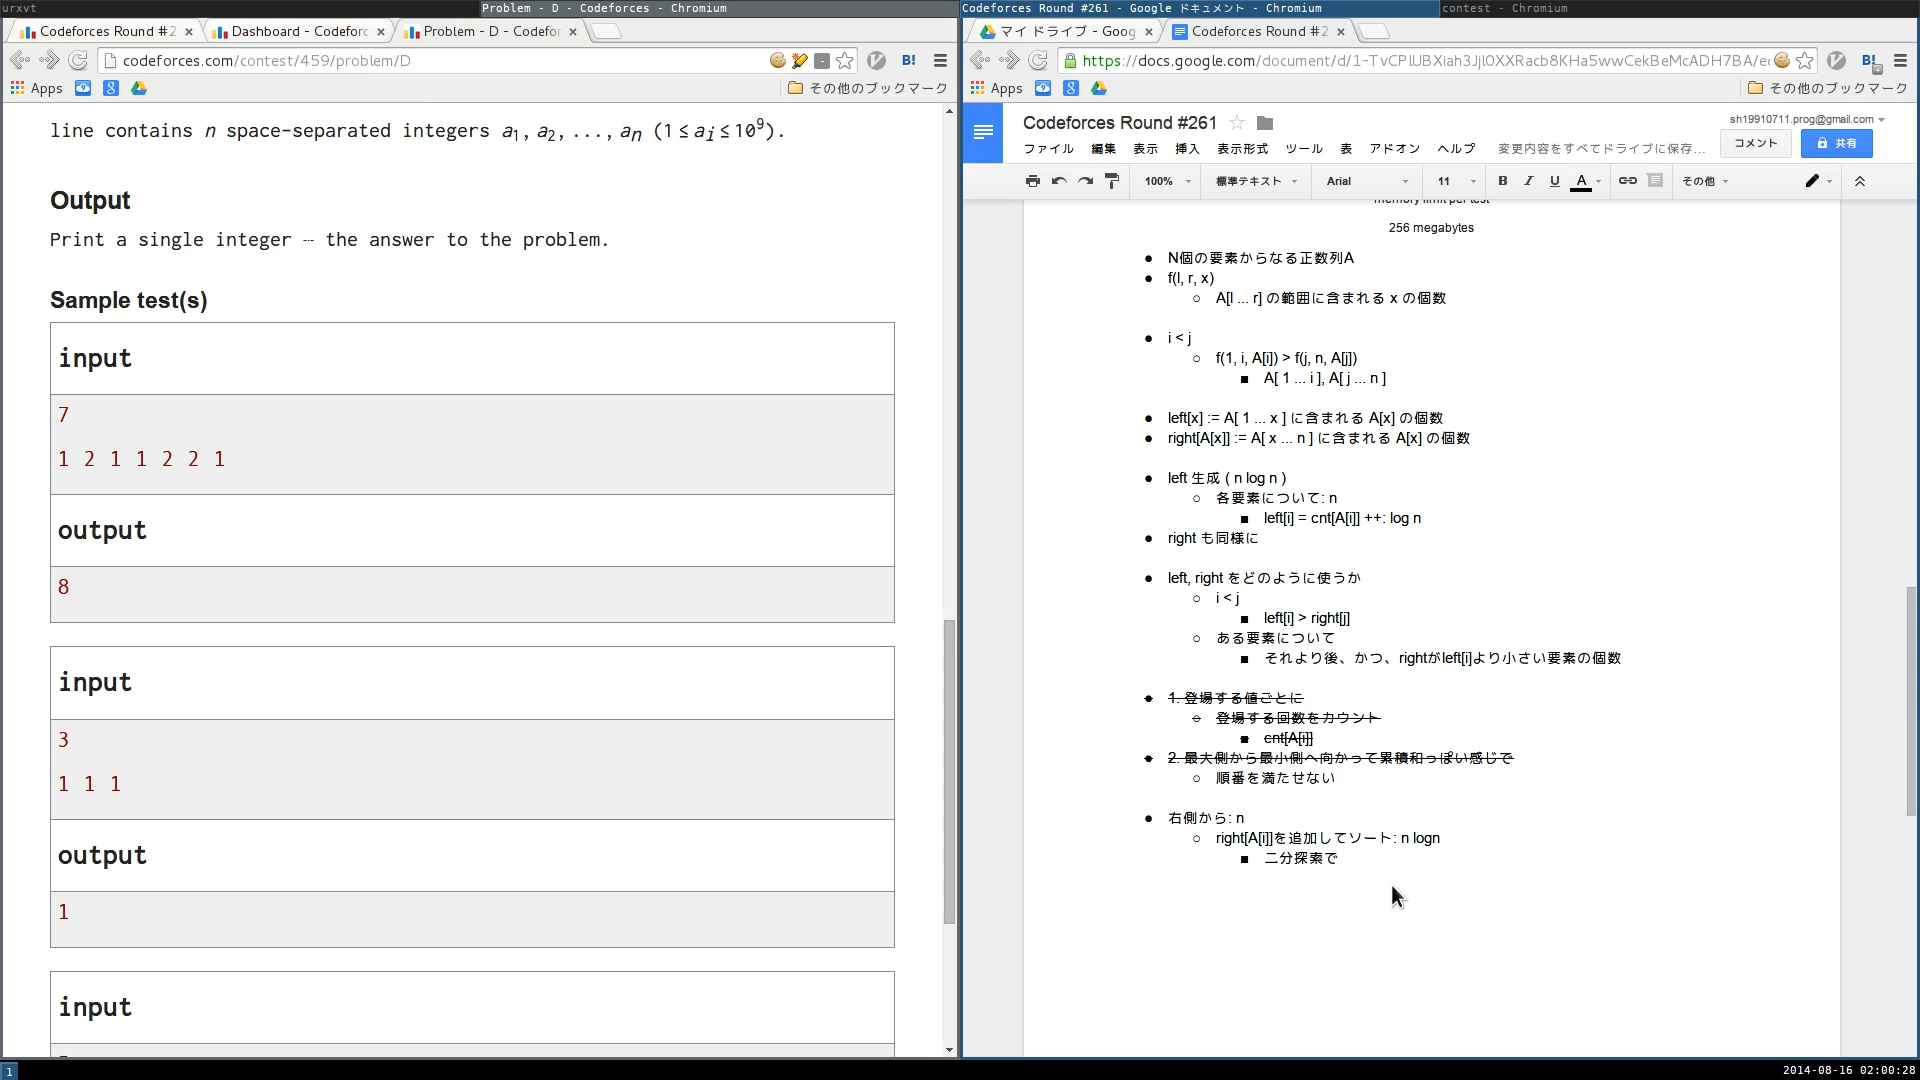 urxvt
Problem - D - Codeforces - Chromium
Codeforces Round #261 - Google ドキュメント - Chromium
contest - Chromium
Codeforces Round #2
Dashboard - Codeforc
Problem - D - Codefor
codeforces.com/contest/459/problem/D
Apps
その他のブックマーク
line contains n space-separated integers a1, a2, ..., an (1 ≤ ai ≤ 10^9).
Output
Print a single integer — the answer to the problem.
Sample test(s)
input
7
1 2 1 1 2 2 1
output
8
input
3
1 1 1
output
1
input
マイ ドライブ - Goog
Codeforces Round #2
Apps
その他のブックマーク
Codeforces Round #261
sh19910711.prog@gmail.com
ファイル 編集 表示 挿入 表示形式 ツール 表 アドオン ヘルプ 変更内容をすべてドライブに保存...
コメント
共有
100% 標準テキスト Arial 11 B I U A その他
memory limit per test
256 megabytes
● N個の要素からなる正数列A
● f(l, r, x)
○ A[l ... r] の範囲に含まれる x の個数
● i < j
○ f(1, i, A[i]) > f(j, n, A[j])
■ A[ 1 ... i ], A[ j ... n ]
● left[x] := A[ 1 ... x ] に含まれる A[x] の個数
● right[A[x]] := A[ x ... n ] に含まれる A[x] の個数
● left 生成 ( n log n )
○ 各要素について: n
■ left[i] = cnt[A[i]] ++: log n
● right も同様に
● left, right をどのように使うか
○ i < j
■ left[i] > right[j]
○ ある要素について
■ それより後、かつ、rightがleft[i]より小さい要素の個数
● 1. 登場する値ごとに
○ 登場する回数をカウント
■ cnt[A[i]]
● 2. 最大側から最小側へ向かって累積和っぽい感じで
○ 順番を満たせない
● 右側から: n
○ right[A[i]]を追加してソート: n logn
■ 二分探索で
1
2014-08-16 02:00:28